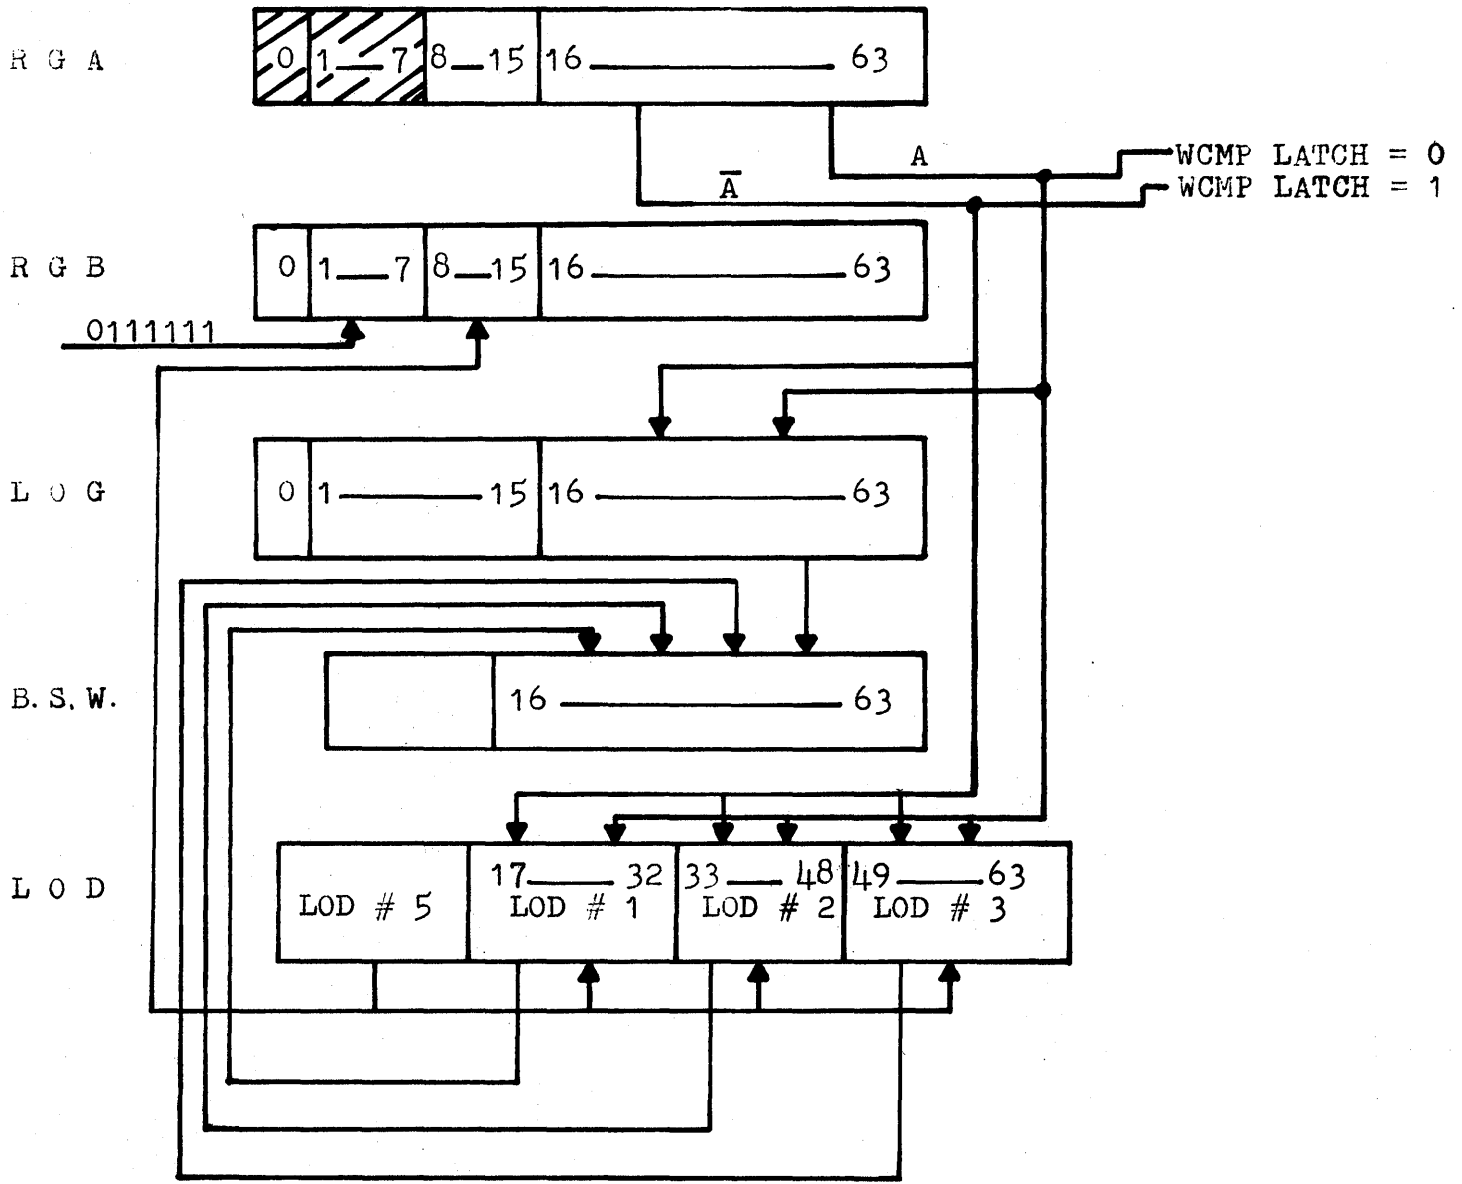 R G A
0 1 7 8 15 16 63
A
WCMP LATCH = 0
A̅
WCMP LATCH = 1
R G B
0 1 7 8 15 16 63
0111111
L O G
0 1 15 16 63
B.S.W.
16 63
L O D
17 32 33 48 49 63
LOD # 5 LOD # 1 LOD # 2 LOD # 3